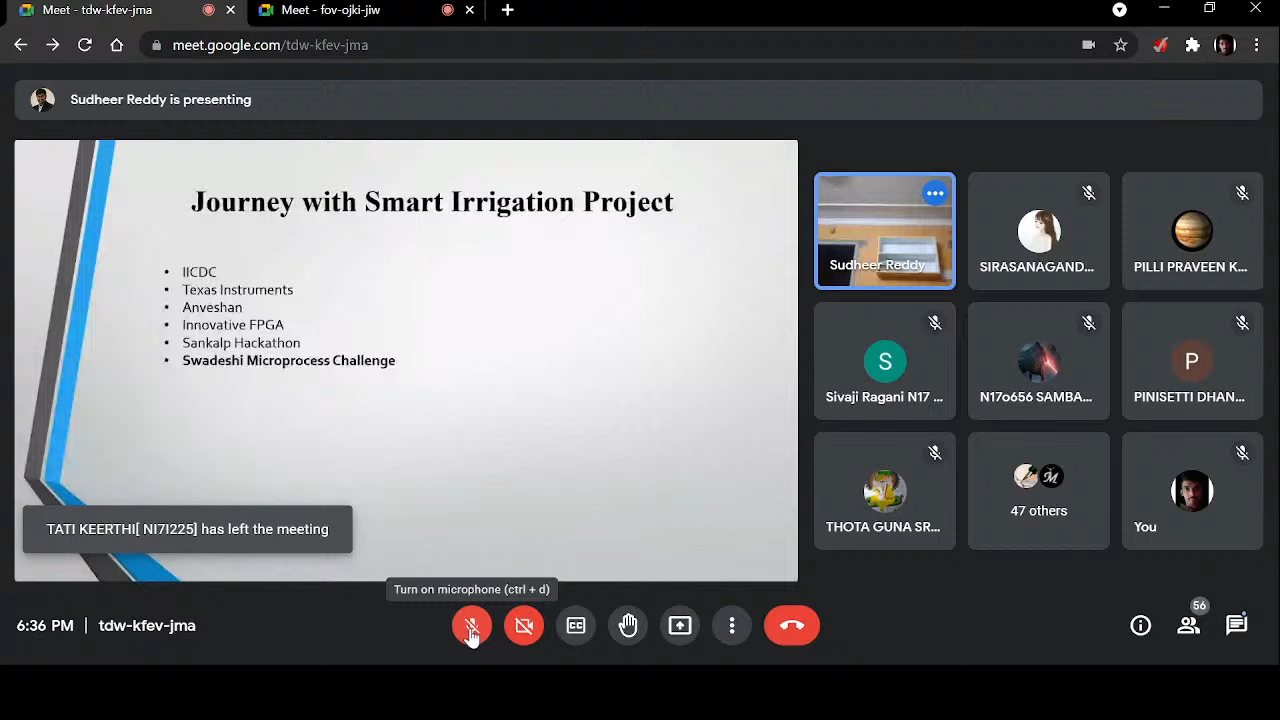 Meet - tdw-kfev-jma
Meet - fov-ojki-jiw
meet.google.com/tdw-kfev-jma
Sudheer Reddy is presenting
Journey with Smart Irrigation Project
• IICDC
• Texas Instruments
• Anveshan
• Innovative FPGA
• Sankalp Hackathon
• Swadeshi Microprocess Challenge
Sudheer Reddy
SIRASANAGAND...
PILLI PRAVEEN K...
S
P
Sivaji Ragani N17 ...
N17o656 SAMBA...
PINISETTI DHAN...
M
47 others
THOTA GUNA SR...
You
TATI KEERTHI[ NI7I225] has left the meeting
Turn on microphone (ctrl + d)
6:36 PM | tdw-kfev-jma
CC
56